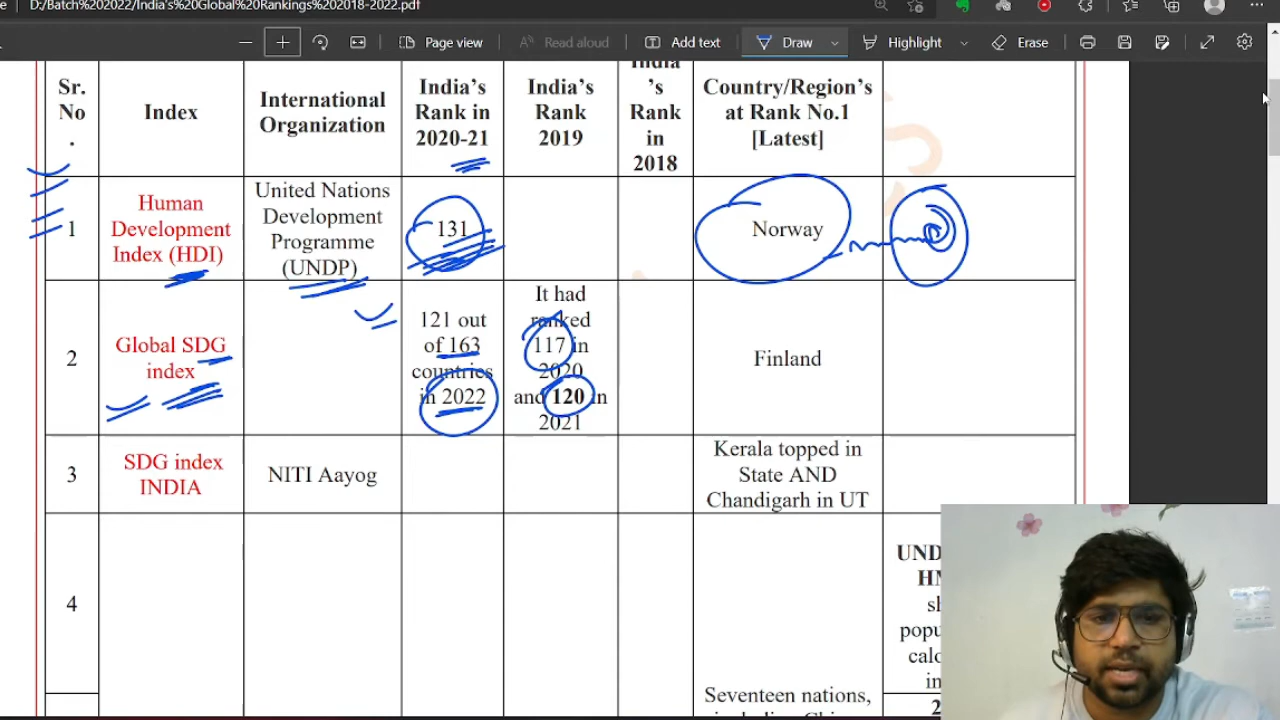 D:/Batch%202022/India's%20Global%20Rankings%202018-2022.pdf
Page view
Read aloud
Add text
Draw
Highlight
Erase
Sr.
No
.
Index
International
Organization
India's
Rank in
2020-21
India's
Rank
2019
India
's
Rank
in
2018
Country/Region's
at Rank No.1
[Latest]
1
Human
Development
Index (HDI)
United Nations
Development
Programme
(UNDP)
131
Norway
2
Global SDG
index
121 out
of 163
countries
in 2022
It had
ranked
117 in
2020
and 120 in
2021
Finland
3
SDG index
INDIA
NITI Aayog
Kerala topped in
State AND
Chandigarh in UT
4
Seventeen nations,